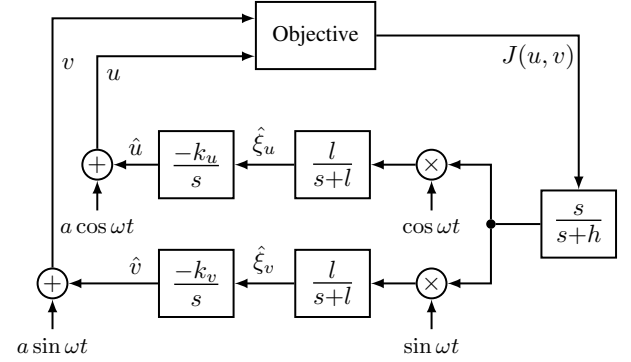 Objective
v
u
J(u, v)
û
−k_u/s
ξ̂_u
l/(s+l)
×
+
s/(s+h)
a cos ωt
cos ωt
v̂
−k_v/s
ξ̂_v
l/(s+l)
×
+
a sin ωt
sin ωt